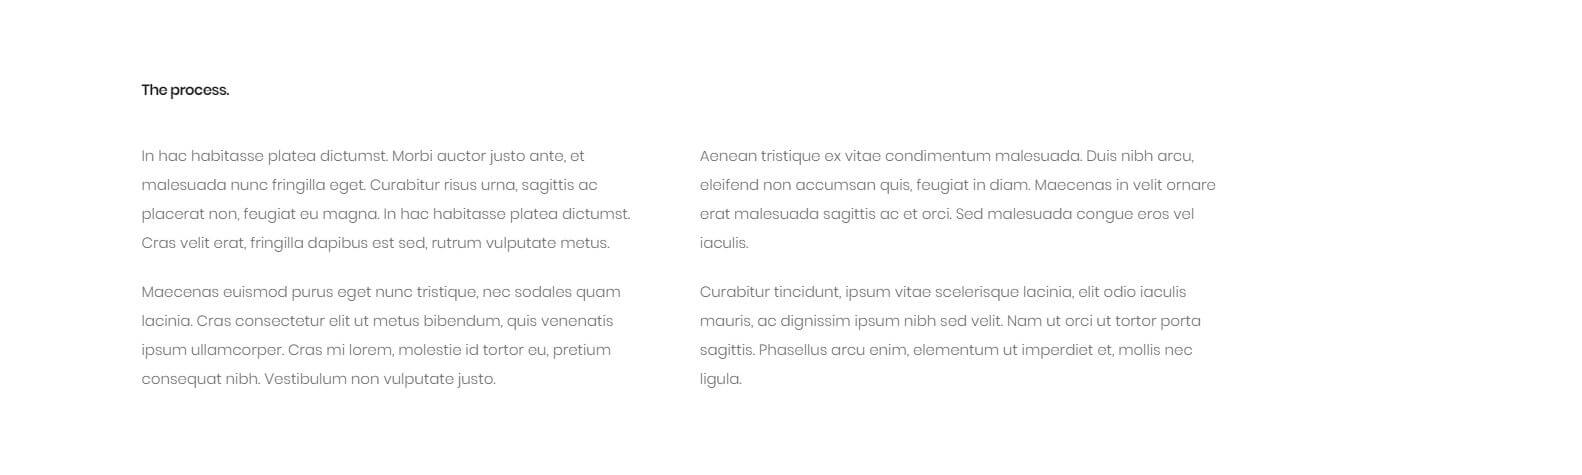 The process.
In hac habitasse platea dictumst. Morbi auctor justo ante, et
malesuada nunc fringilla eget. Curabitur risus urna, sagittis ac
placerat non, feugiat eu magna. In hac habitasse platea dictumst.
Cras velit erat, fringilla dapibus est sed, rutrum vulputate metus.
Maecenas euismod purus eget nunc tristique, nec sodales quam
lacinia. Cras consectetur elit ut metus bibendum, quis venenatis
ipsum ullamcorper. Cras mi lorem, molestie id tortor eu, pretium
consequat nibh. Vestibulum non vulputate justo.
Aenean tristique ex vitae condimentum malesuada. Duis nibh arcu,
eleifend non accumsan quis, feugiat in diam. Maecenas in velit ornare
erat malesuada sagittis ac et orci. Sed malesuada congue eros vel
iaculis.
Curabitur tincidunt, ipsum vitae scelerisque lacinia, elit odio iaculis
mauris, ac dignissim ipsum nibh sed velit. Nam ut orci ut tortor porta
sagittis. Phasellus arcu enim, elementum ut imperdiet et, mollis nec
ligula.